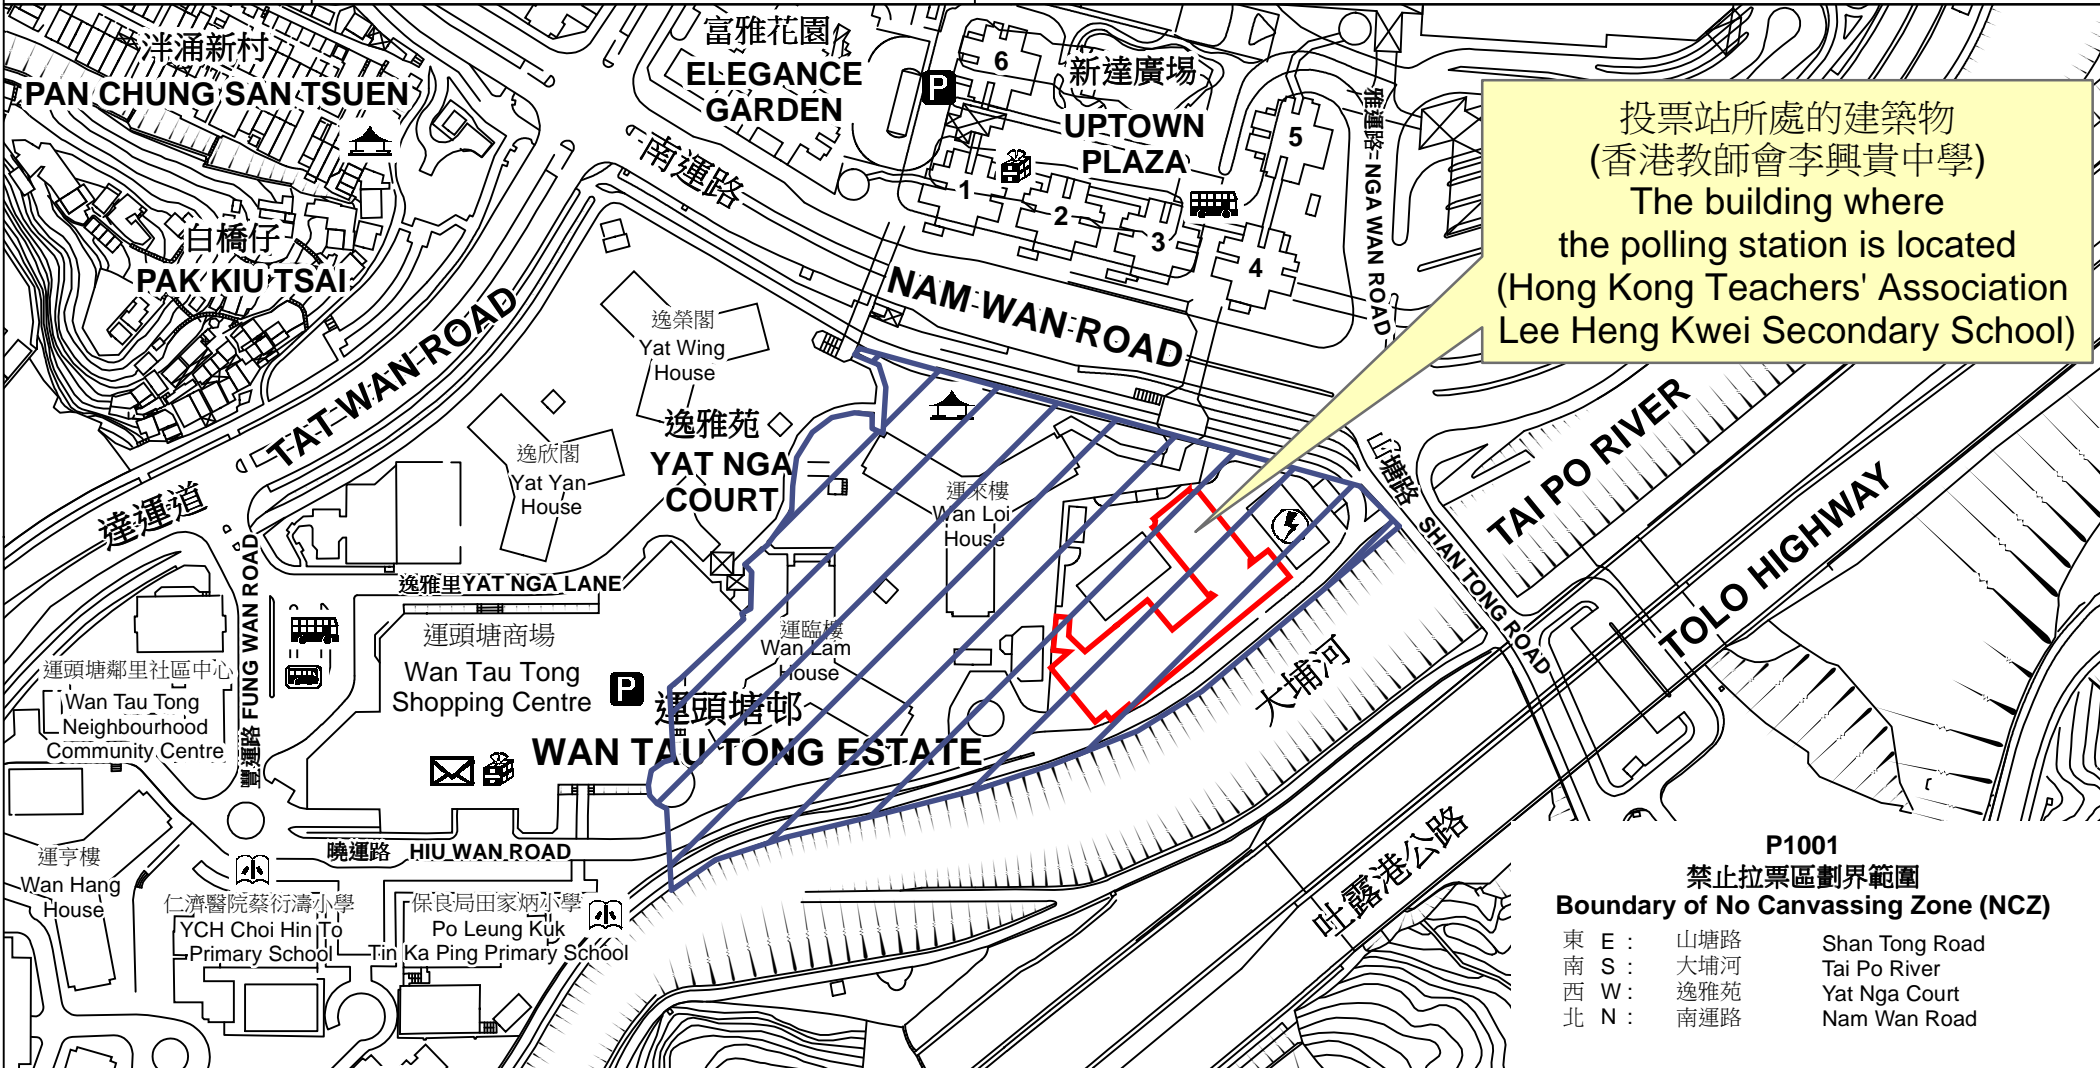 泮涌新村
PAN CHUNG SAN TSUEN
富雅花園
ELEGANCE
GARDEN
P
6
新達廣場
UPTOWN
PLAZA
5
1
2
3
4
雅運路 NGA WAN ROAD
投票站所處的建築物
(香港教師會李興貴中學)
The building where
the polling station is located
(Hong Kong Teachers' Association
Lee Heng Kwei Secondary School)
南運路
NAM WAN ROAD
白橋仔
PAK KIU TSAI
達運道
TAT WAN ROAD
逸榮閣
Yat Wing
House
逸雅苑
YAT NGA
COURT
逸欣閣
Yat Yan
House
運來樓
Wan Loi
House
山塘路 SHAN TONG ROAD
TAI PO RIVER
大埔河
TOLO HIGHWAY
吐露港公路
逸雅里 YAT NGA LANE
豐運路 FUNG WAN ROAD
運頭塘商場
Wan Tau Tong
Shopping Centre
P
運臨樓
Wan Lam
House
運頭塘邨
WAN TAU TONG ESTATE
運頭塘鄰里社區中心
Wan Tau Tong
Neighbourhood
Community Centre
曉運路 HIU WAN ROAD
運亨樓
Wan Hang
House
小
仁濟醫院蔡衍濤小學
YCH Choi Hin To
Primary School
小
保良局田家炳小學
Po Leung Kuk
Tin Ka Ping Primary School
P1001
禁止拉票區劃界範圍
Boundary of No Canvassing Zone (NCZ)
東 E : 山塘路 Shan Tong Road
南 S : 大埔河 Tai Po River
西 W : 逸雅苑 Yat Nga Court
北 N : 南運路 Nam Wan Road